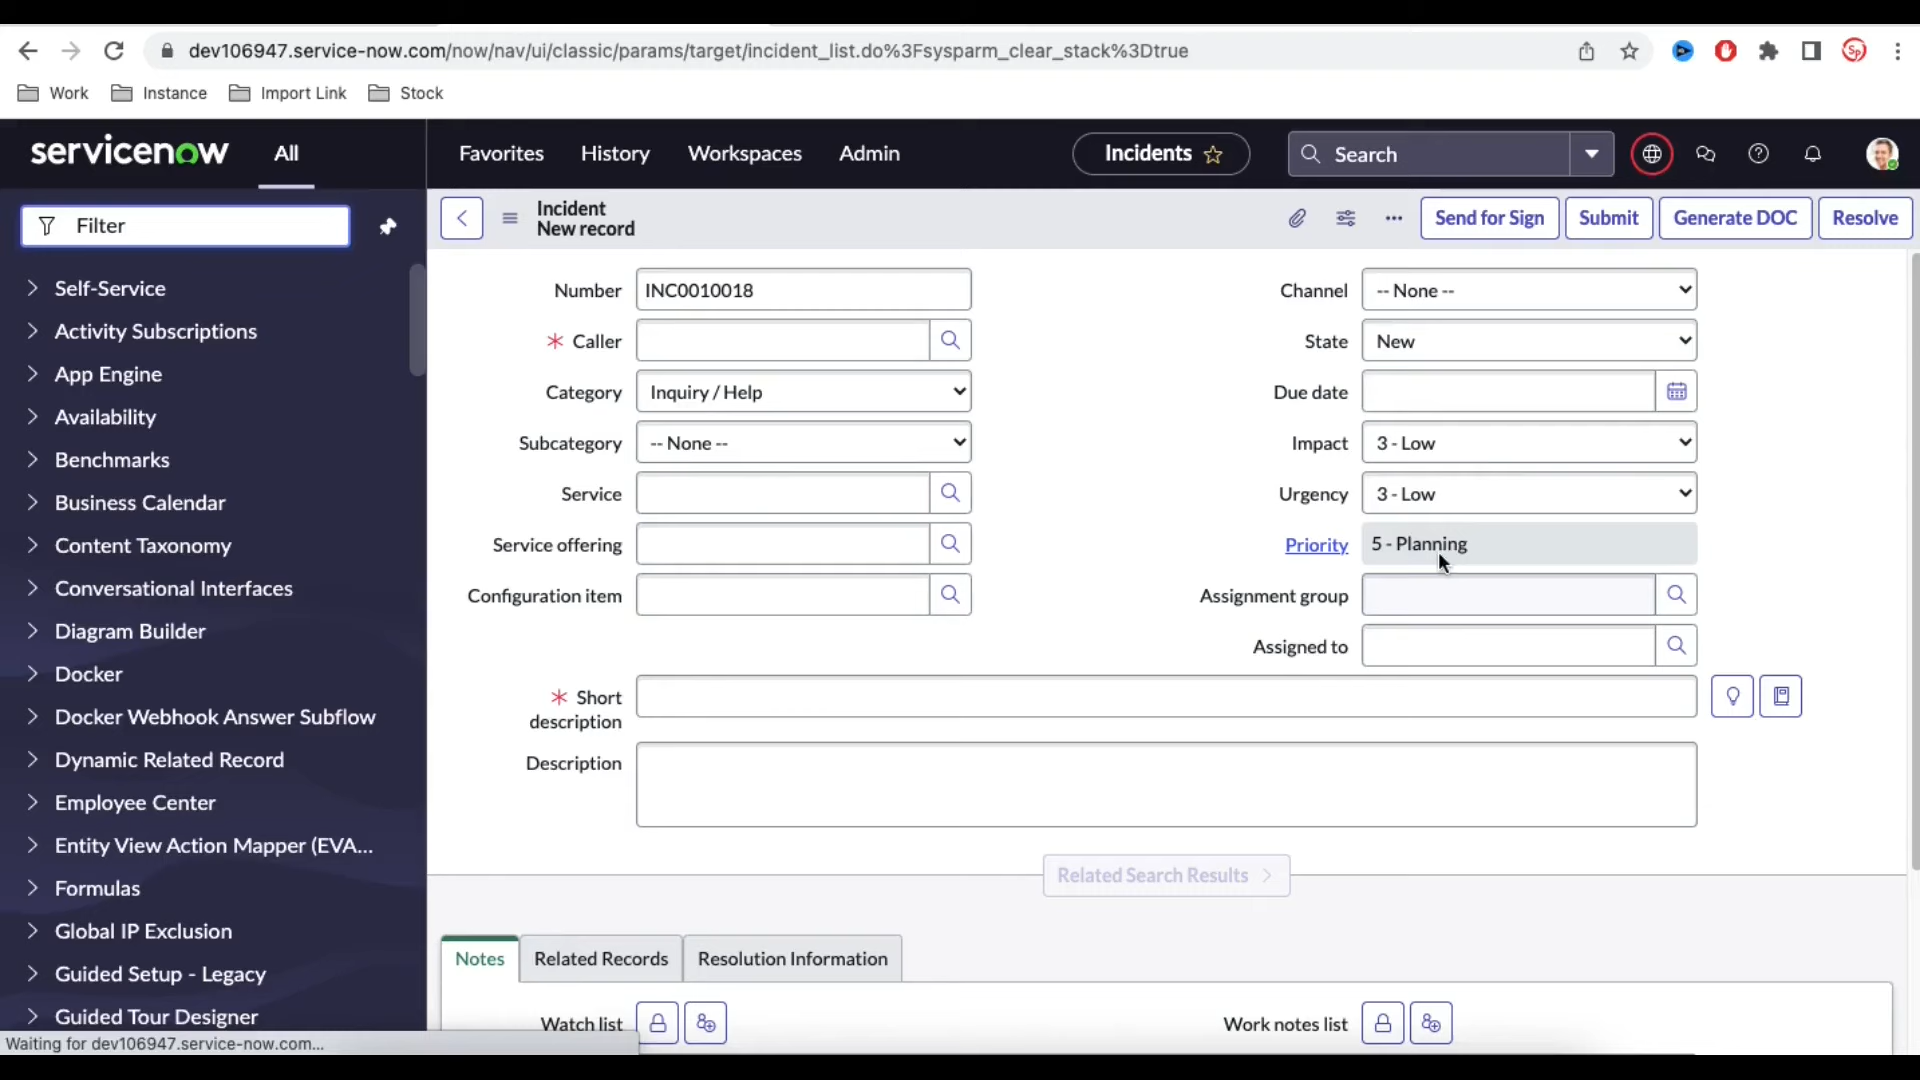 dev106947.service-now.com/now/nav/ui/classic/params/target/incident_list.do%3Fsysparm_clear_stack%3Dtrue
Sp
Work Instance Import Link Stock
servicenow All Favorites History Workspaces Admin Incidents Search
Filter
Self-Service
Activity Subscriptions
App Engine
Availability
Benchmarks
Business Calendar
Content Taxonomy
Conversational Interfaces
Diagram Builder
Docker
Docker Webhook Answer Subflow
Dynamic Related Record
Employee Center
Entity View Action Mapper (EVA...
Formulas
Global IP Exclusion
Guided Setup - Legacy
Guided Tour Designer
Waiting for dev106947.service-now.com...
Incident
New record
Send for Sign Submit Generate DOC Resolve
Number INC0010018
Caller
Category Inquiry / Help
Subcategory -- None --
Service
Service offering
Configuration item
Channel -- None --
State New
Due date
Impact 3 - Low
Urgency 3 - Low
Priority 5 - Planning
Assignment group
Assigned to
Short
description
Description
Related Search Results
Notes Related Records Resolution Information
Watch list Work notes list